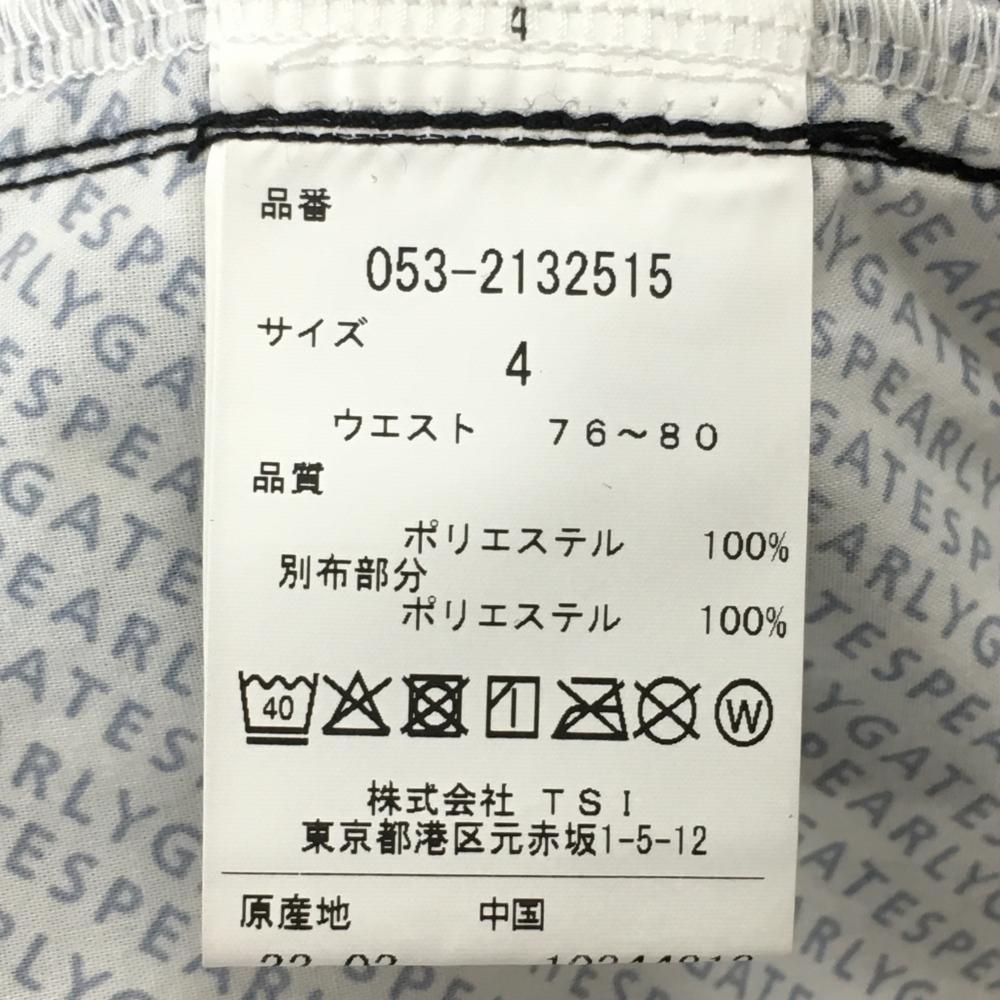 4
品番
053-2132515
サイズ
4
ウエスト 76～80
品質
ポリエステル 100%
別布部分
ポリエステル 100%
40 W
株式会社 TSI
東京都港区元赤坂1-5-12
原産地 中国
PEARLYGATES